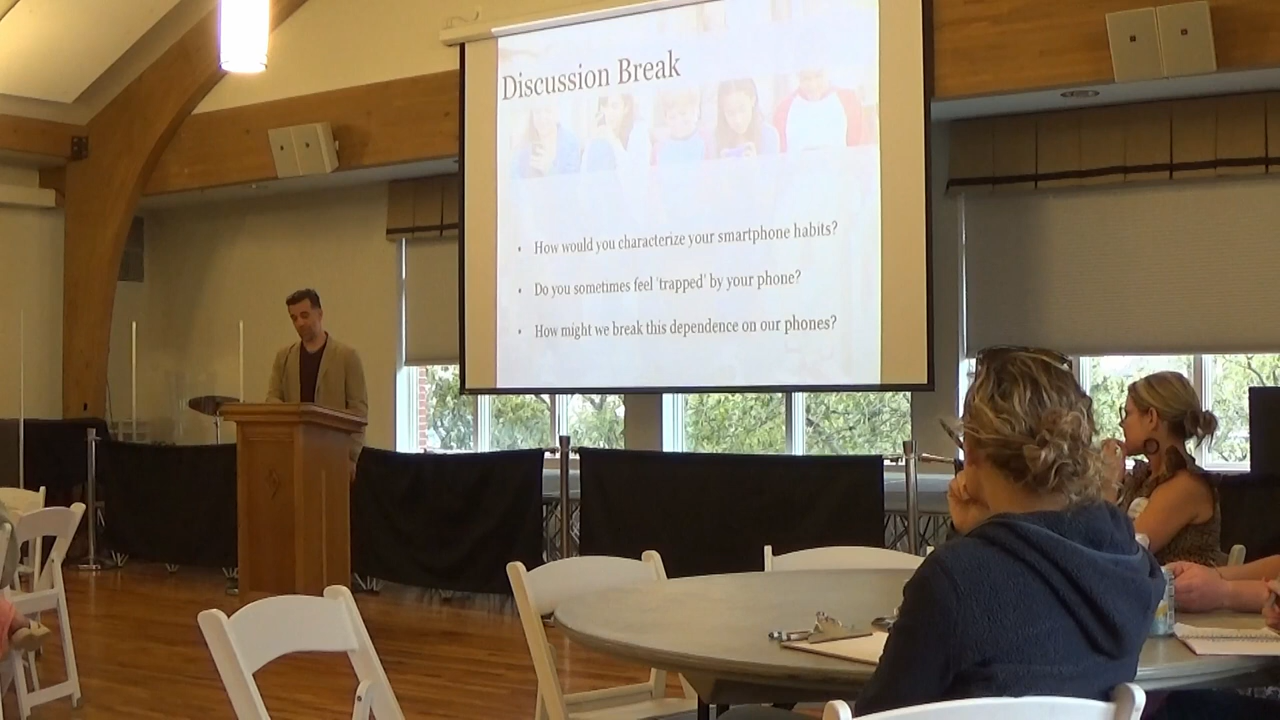 Discussion Break
• How would you characterize your smartphone habits?
• Do you sometimes feel 'trapped' by your phone?
• How might we break this dependence on our phones?